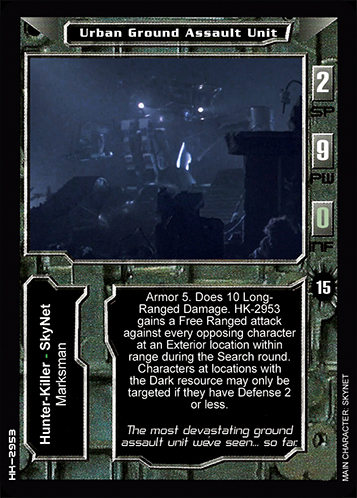 Urban Ground Assault Unit
2
SP
9
PW
0
INF
15
Hunter-Killer - SkyNet
Marksman
Armor 5. Does 10 Long-
Ranged Damage. HK-2953
gains a Free Ranged attack
against every opposing character
at an Exterior location within
range during the Search round.
Characters at locations with
the Dark resource may only be
targeted if they have Defense 2
or less.
The most devastating ground
assault unit weve seen... so far.
HK-2953
MAIN CHARACTER: SKYNET